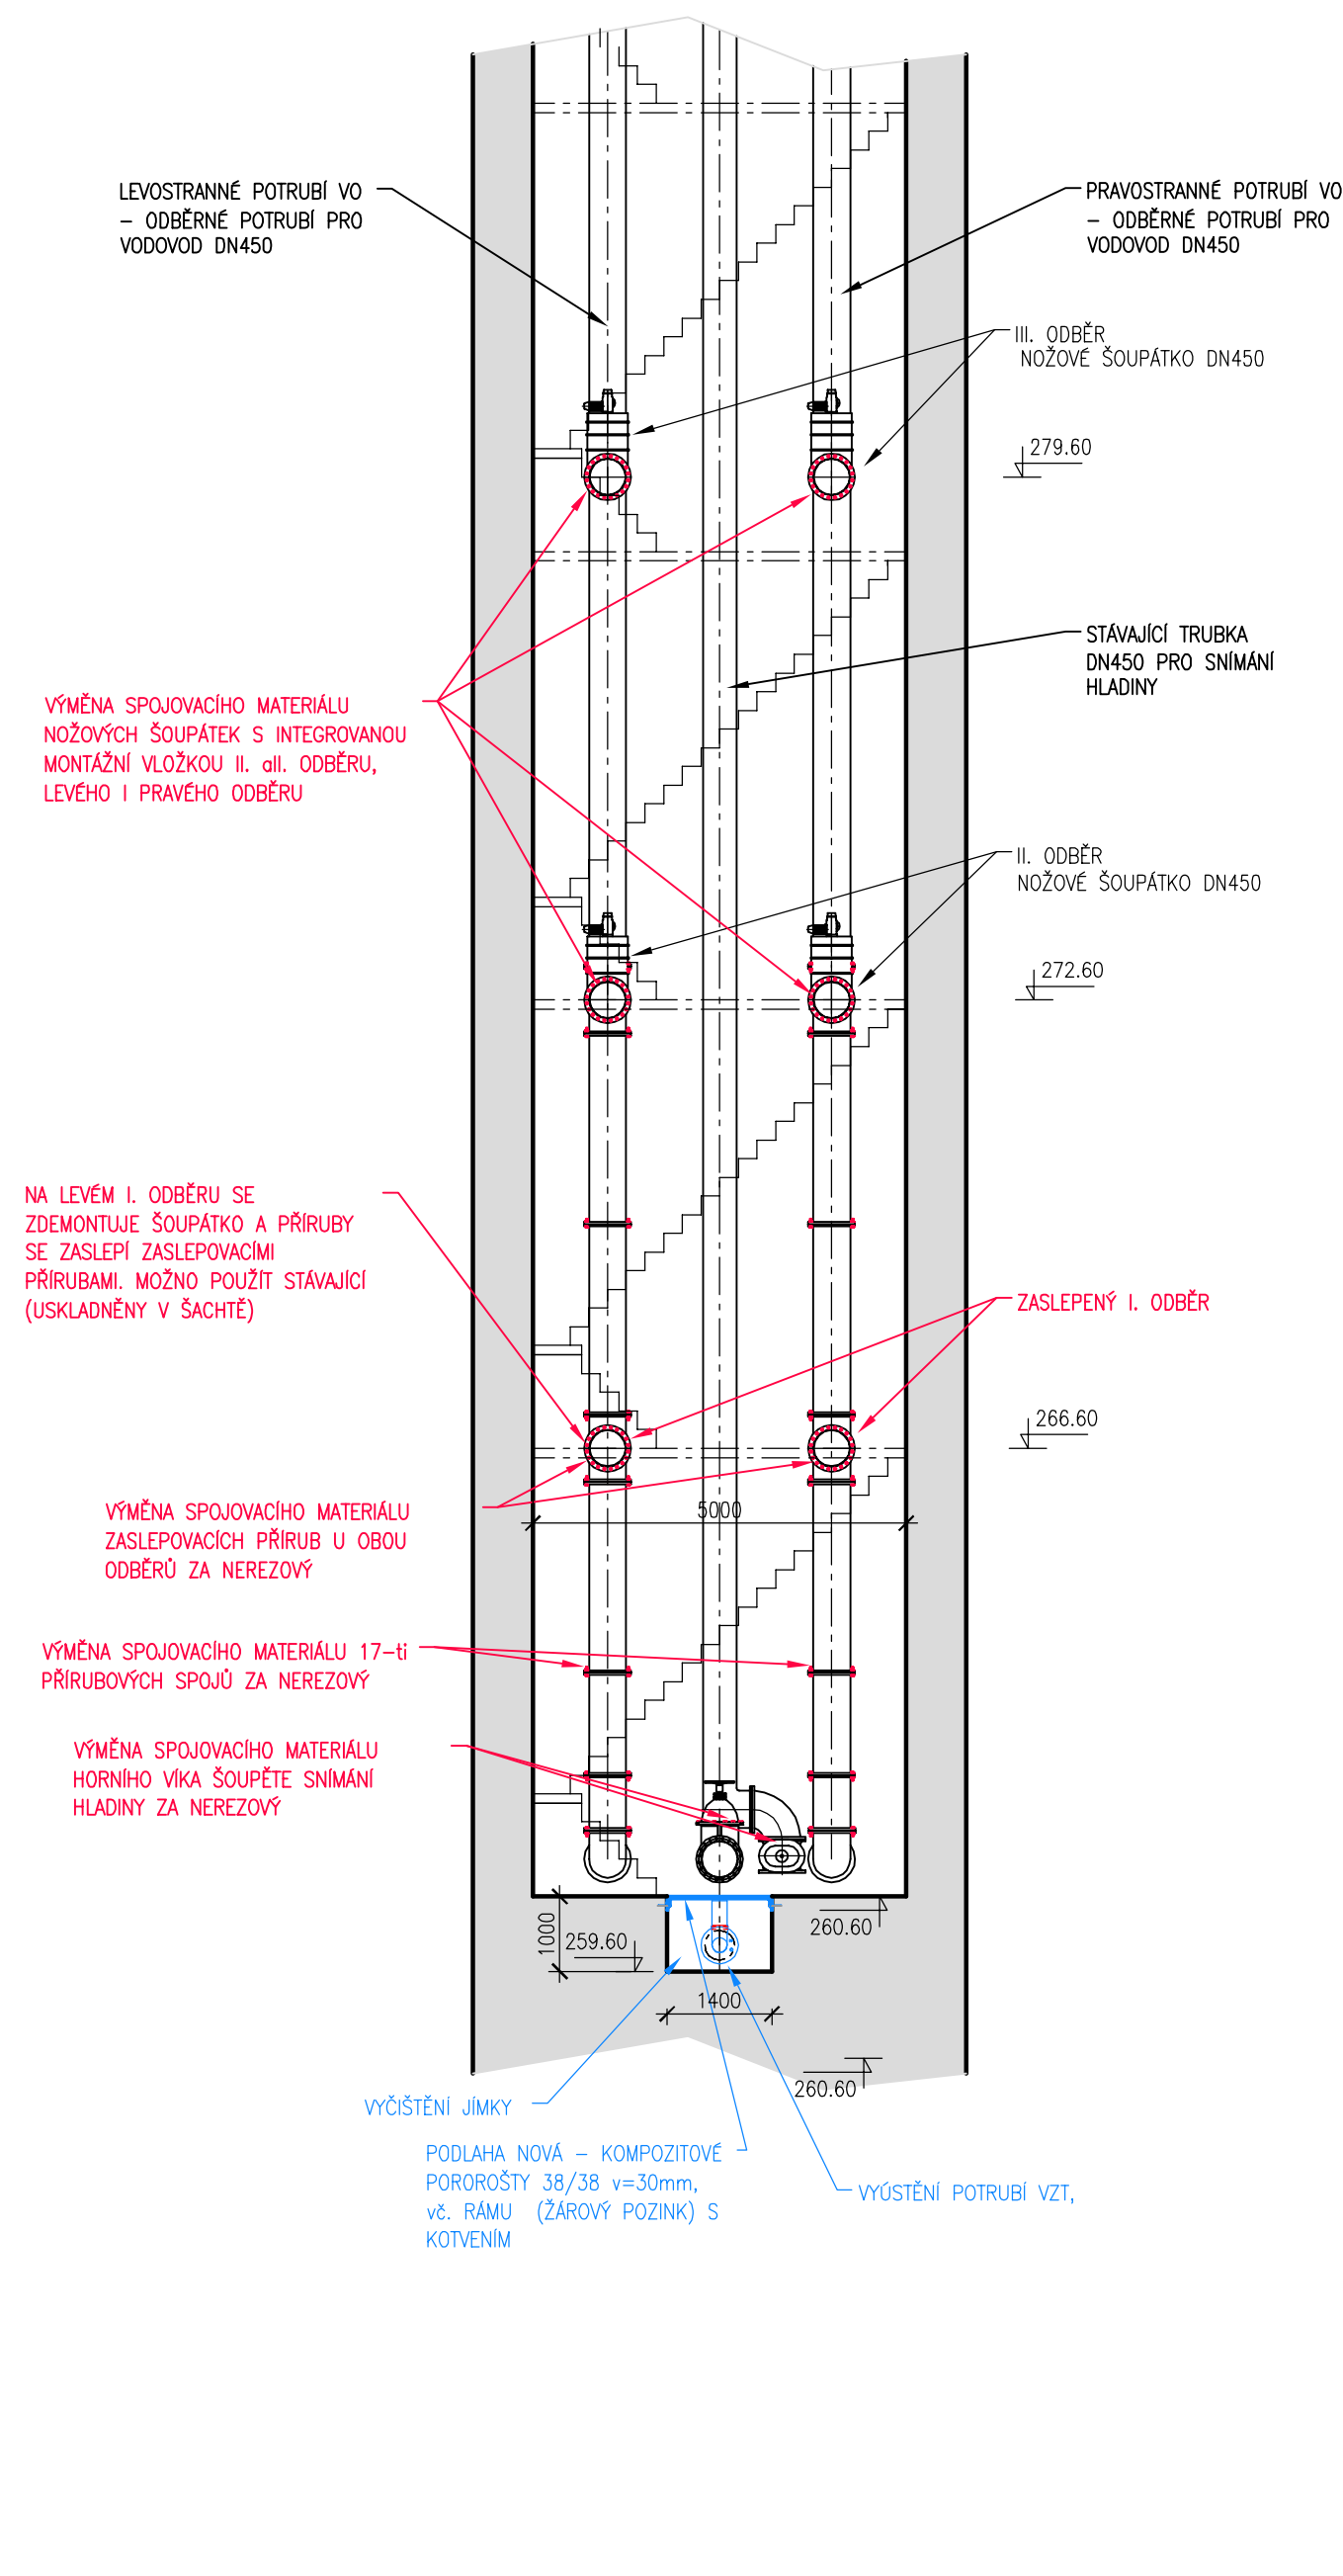 LEVOSTRANNÉ POTRUBÍ VO
– ODBĚRNÉ POTRUBÍ PRO
VODOVOD DN450
PRAVOSTRANNÉ POTRUBÍ VO
– ODBĚRNÉ POTRUBÍ PRO
VODOVOD DN450
III. ODBĚR
NOŽOVÉ ŠOUPÁTKO DN450
279.60
STÁVAJÍCÍ TRUBKA
DN450 PRO SNÍMÁNÍ
HLADINY
VÝMĚNA SPOJOVACÍHO MATERIÁLU
NOŽOVÝCH ŠOUPÁTEK S INTEGROVANOU
MONTÁŽNÍ VLOŽKOU II. aII. ODBĚRU,
LEVÉHO I PRAVÉHO ODBĚRU
II. ODBĚR
NOŽOVÉ ŠOUPÁTKO DN450
272.60
NA LEVÉM I. ODBĚRU SE
ZDEMONTUJE ŠOUPÁTKO A PŘÍRUBY
SE ZASLEPÍ ZASLEPOVACÍMI
PŘÍRUBAMI. MOŽNO POUŽÍT STÁVAJÍCÍ
(USKLADNĚNY V ŠACHTĚ)
ZASLEPENÝ I. ODBĚR
266.60
VÝMĚNA SPOJOVACÍHO MATERIÁLU
ZASLEPOVACÍCH PŘÍRUB U OBOU
ODBĚRŮ ZA NEREZOVÝ
5000
VÝMĚNA SPOJOVACÍHO MATERIÁLU 17–ti
PŘÍRUBOVÝCH SPOJŮ ZA NEREZOVÝ
VÝMĚNA SPOJOVACÍHO MATERIÁLU
HORNÍHO VÍKA ŠOUPĚTE SNÍMÁNÍ
HLADINY ZA NEREZOVÝ
1000
259.60
260.60
1400
260.60
VYČIŠTĚNÍ JÍMKY
PODLAHA NOVÁ – KOMPOZITOVÉ
POROROŠTY 38/38 v=30mm,
vč. RÁMU (ŽÁROVÝ POZINK) S
KOTVENÍM
VYÚSTĚNÍ POTRUBÍ VZT,